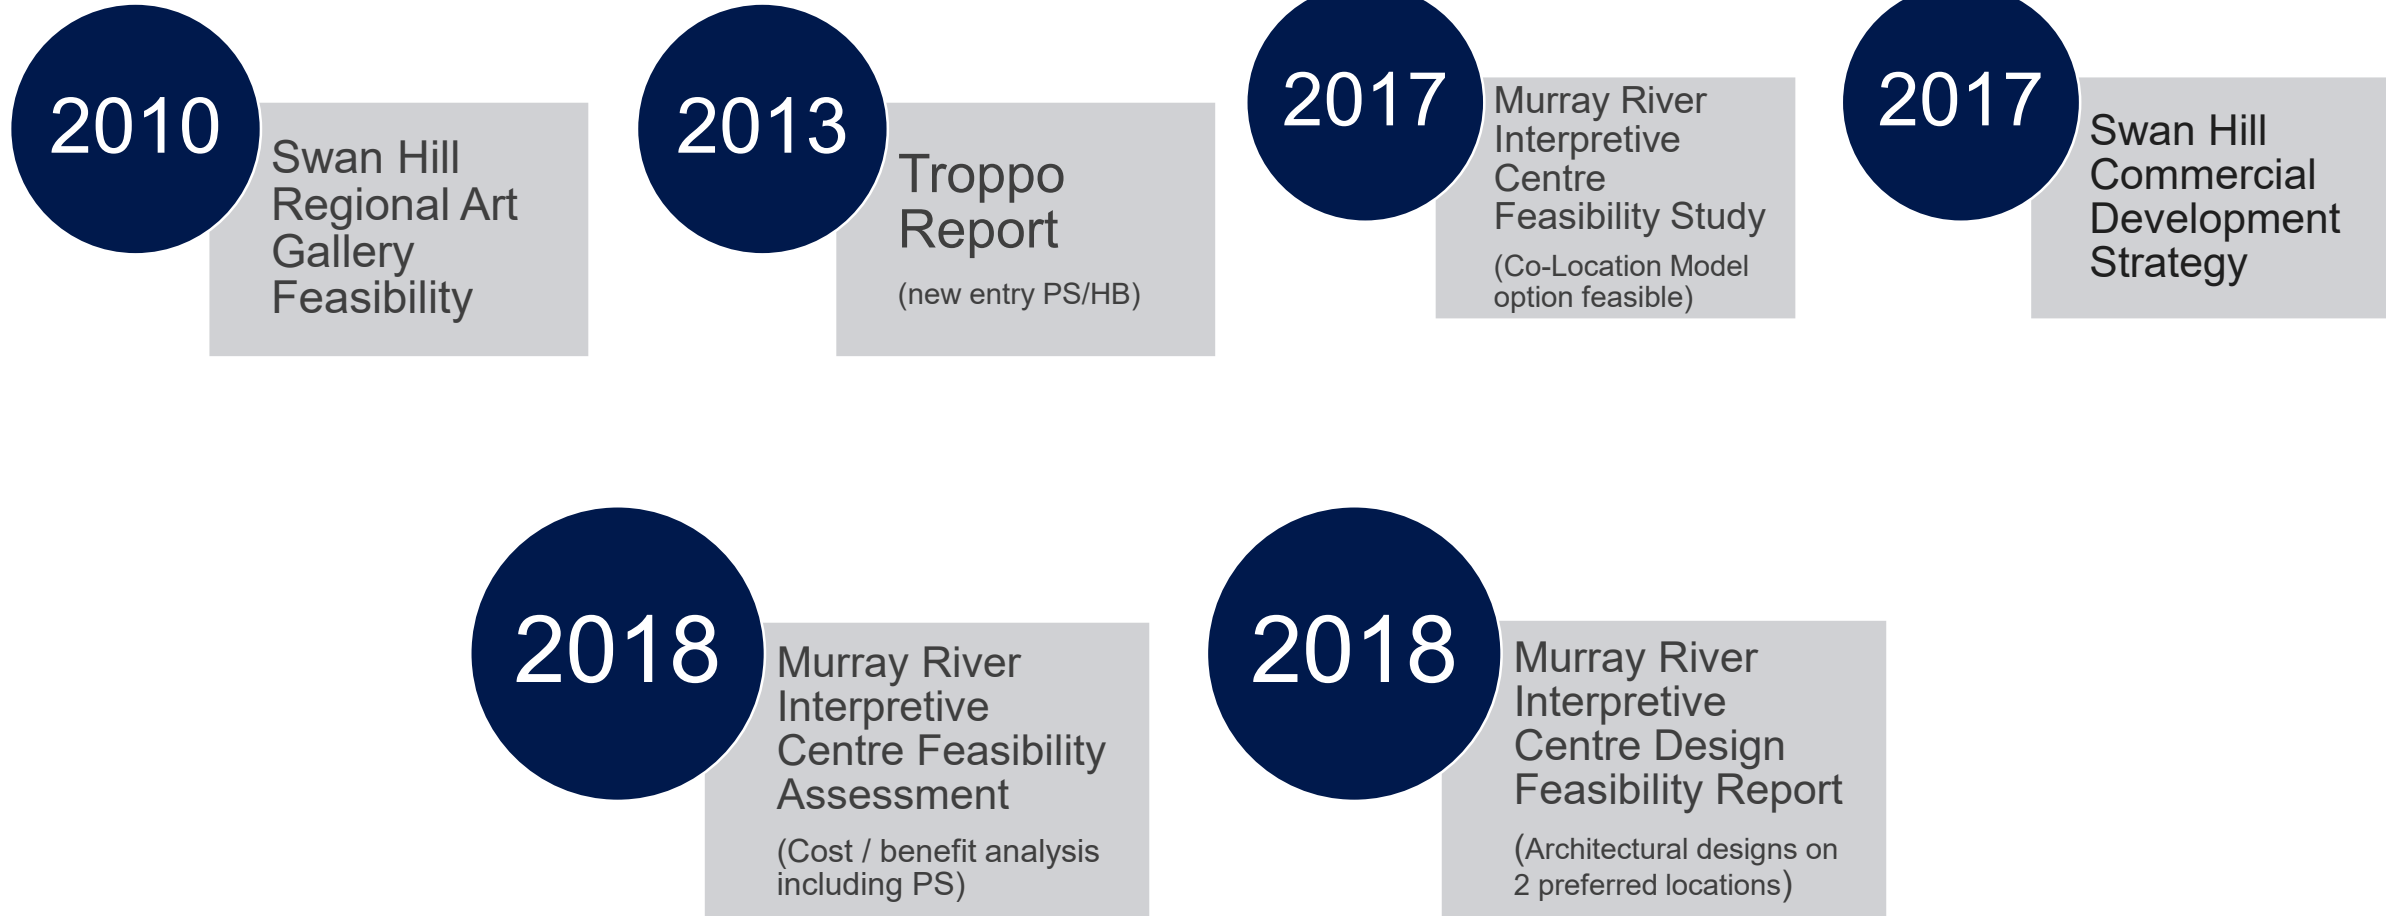 2010
Swan Hill
Regional Art
Gallery
Feasibility
2013
Troppo
Report
(new entry PS/HB)
2017
Murray River
Interpretive
Centre
Feasibility Study
(Co-Location Model
option feasible)
2017
Swan Hill
Commercial
Development
Strategy
2018
Murray River
Interpretive
Centre Feasibility
Assessment
(Cost / benefit analysis
including PS)
2018
Murray River
Interpretive
Centre Design
Feasibility Report
(Architectural designs on
2 preferred locations)